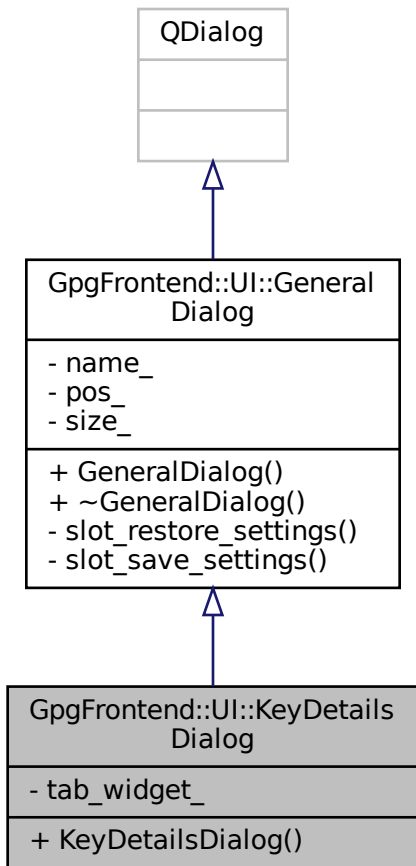 QDialog
GpgFrontend::UI::General
Dialog
- name_
- pos_
- size_
+ GeneralDialog()
+ ~GeneralDialog()
- slot_restore_settings()
- slot_save_settings()
GpgFrontend::UI::KeyDetails
Dialog
- tab_widget_
+ KeyDetailsDialog()